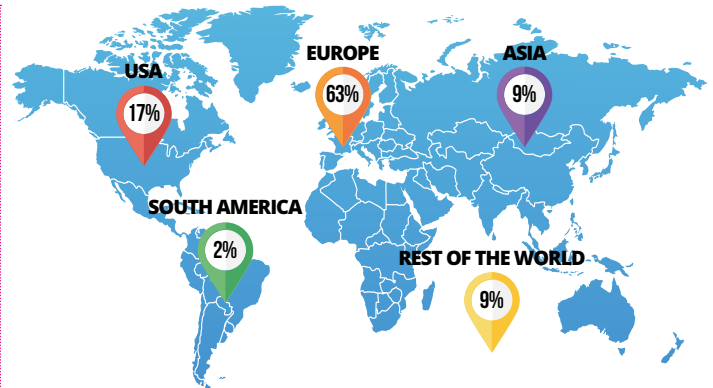 EUROPE
ASIA
USA
63%
9%
17%
SOUTH AMERICA
2%
REST OF THE WORLD
9%